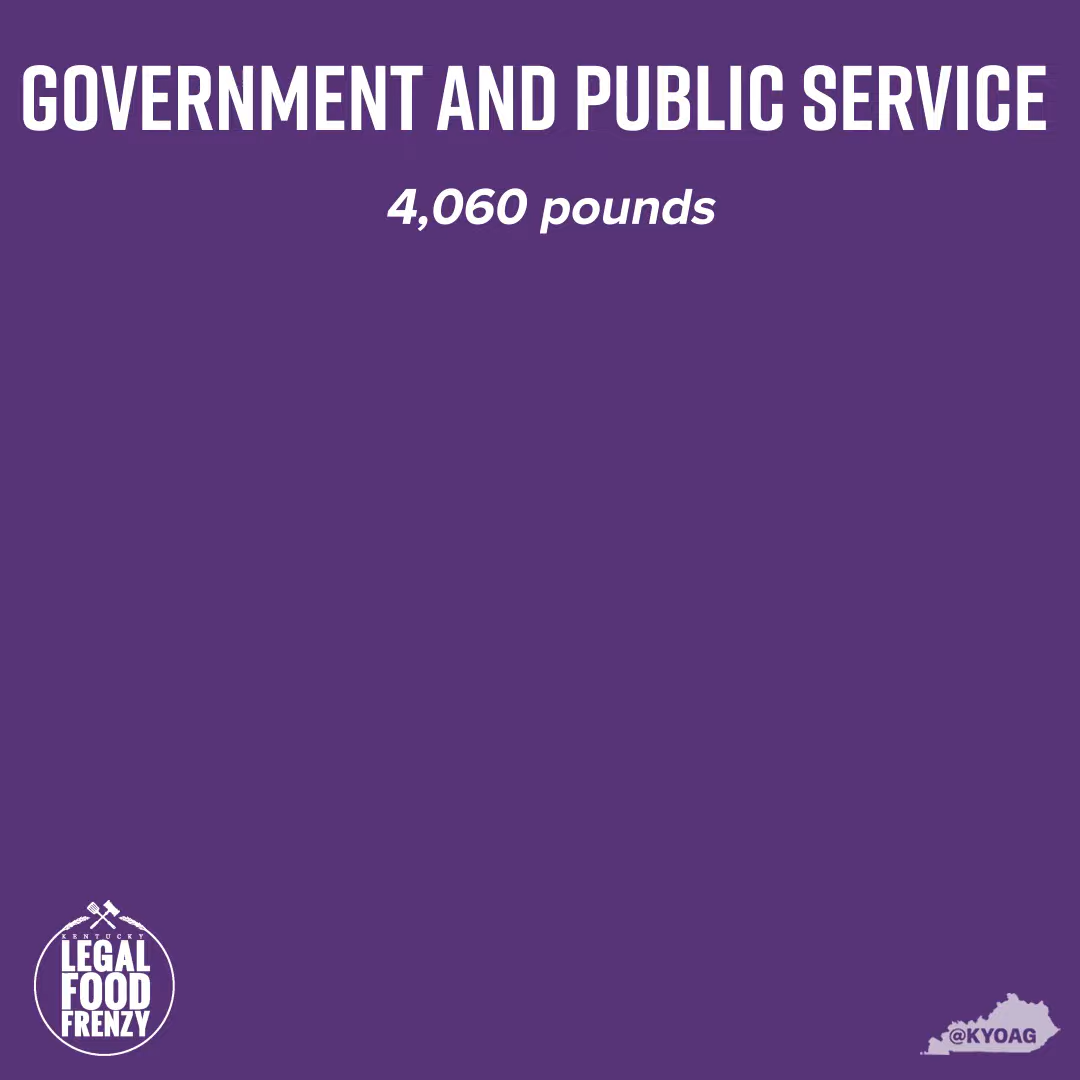 GOVERNMENT AND PUBLIC SERVICE
4,060 pounds
KENTUCKY
LEGAL
FOOD
FRENZY
@KYOAG